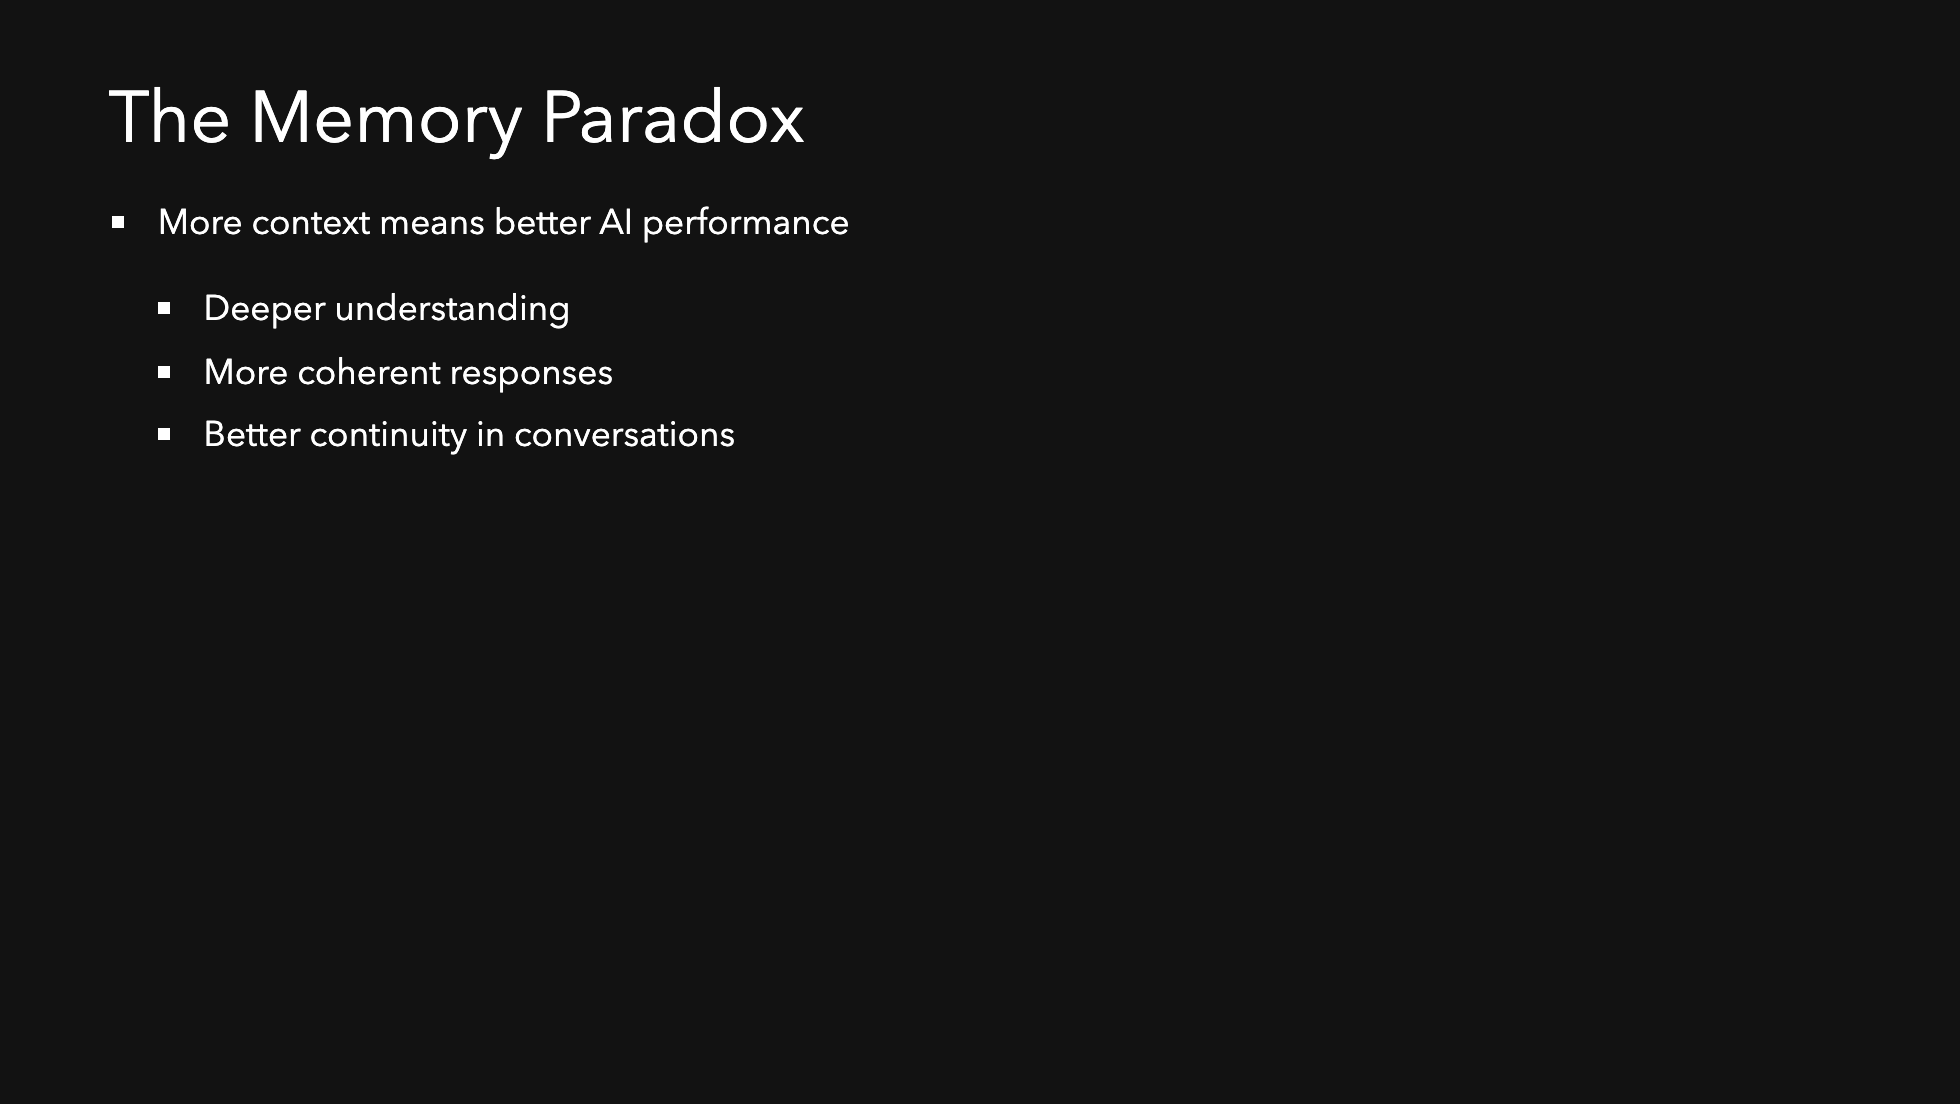 The Memory Paradox
More context means better AI performance
Deeper understanding
More coherent responses
Better continuity in conversations